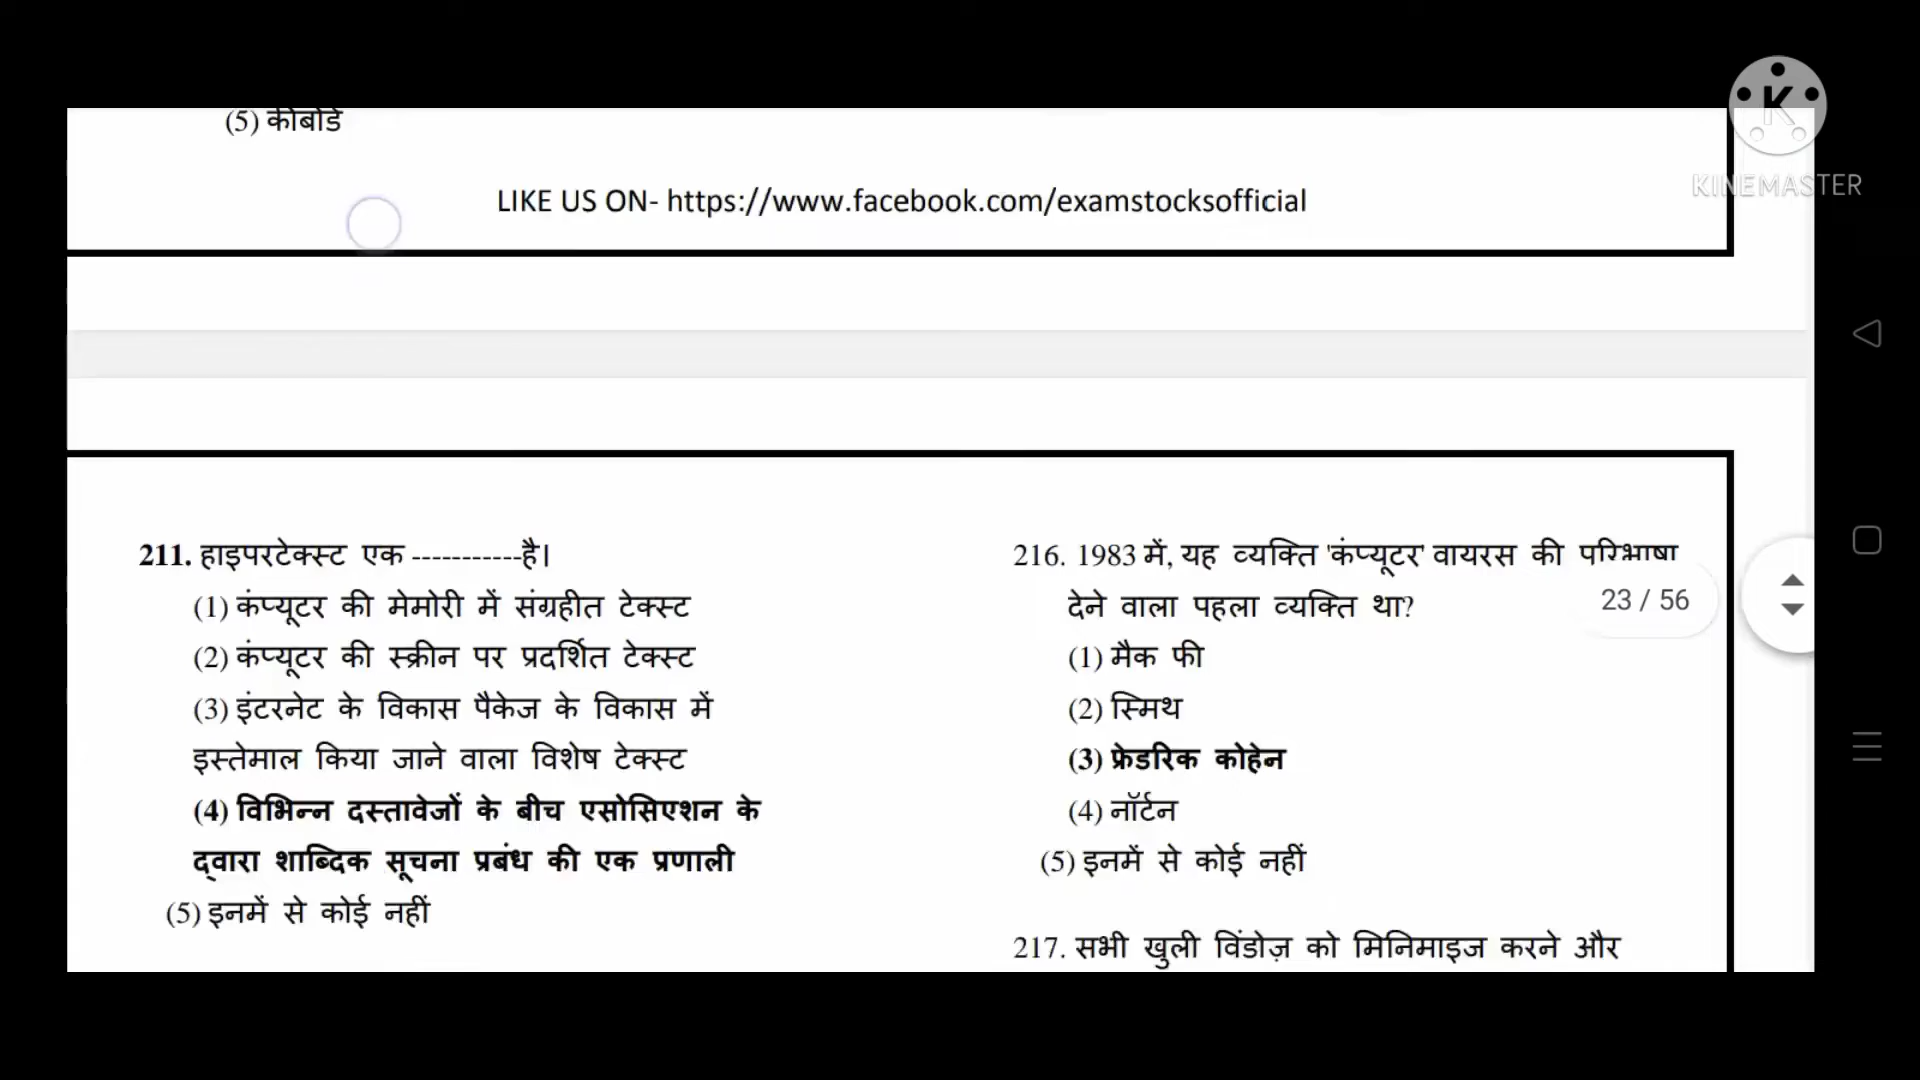 (5) कीबोर्ड
LIKE US ON- https://www.facebook.com/examstocksofficial
KINEMASTER
211. हाइपरटेक्स्ट एक -----------है।
(1) कंप्यूटर की मेमोरी में संग्रहीत टेक्स्ट
(2) कंप्यूटर की स्क्रीन पर प्रदर्शित टेक्स्ट
(3) इंटरनेट के विकास पैकेज के विकास में
इस्तेमाल किया जाने वाला विशेष टेक्स्ट
(4) विभिन्न दस्तावेजों के बीच एसोसिएशन के
द्वारा शाब्दिक सूचना प्रबंध की एक प्रणाली
(5) इनमें से कोई नहीं
216. 1983 में, यह व्यक्ति 'कंप्यूटर' वायरस की परिभाषा
देने वाला पहला व्यक्ति था?
(1) मैक फी
(2) स्मिथ
(3) फ्रेडरिक कोहेन
(4) नॉर्टन
(5) इनमें से कोई नहीं
217. सभी खुली विंडोज़ को मिनिमाइज करने और
23 / 56